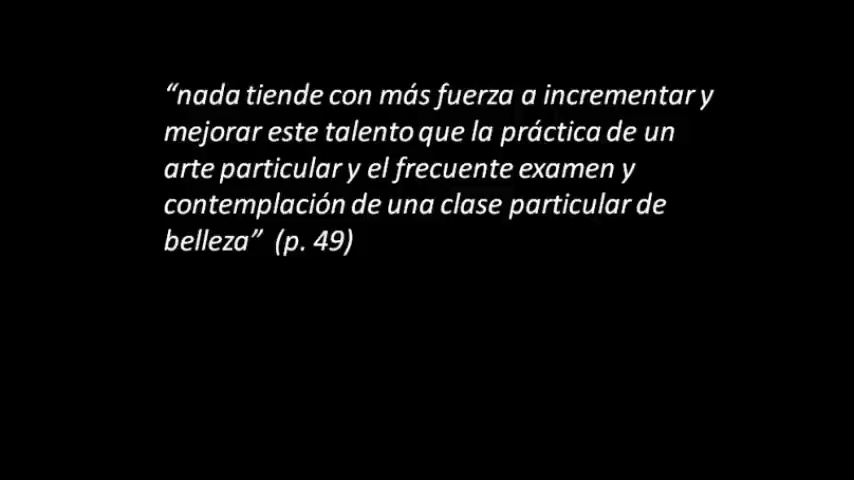 “nada tiende con más fuerza a incrementar y
mejorar este talento que la práctica de un
arte particular y el frecuente examen y
contemplación de una clase particular de
belleza” (p. 49)